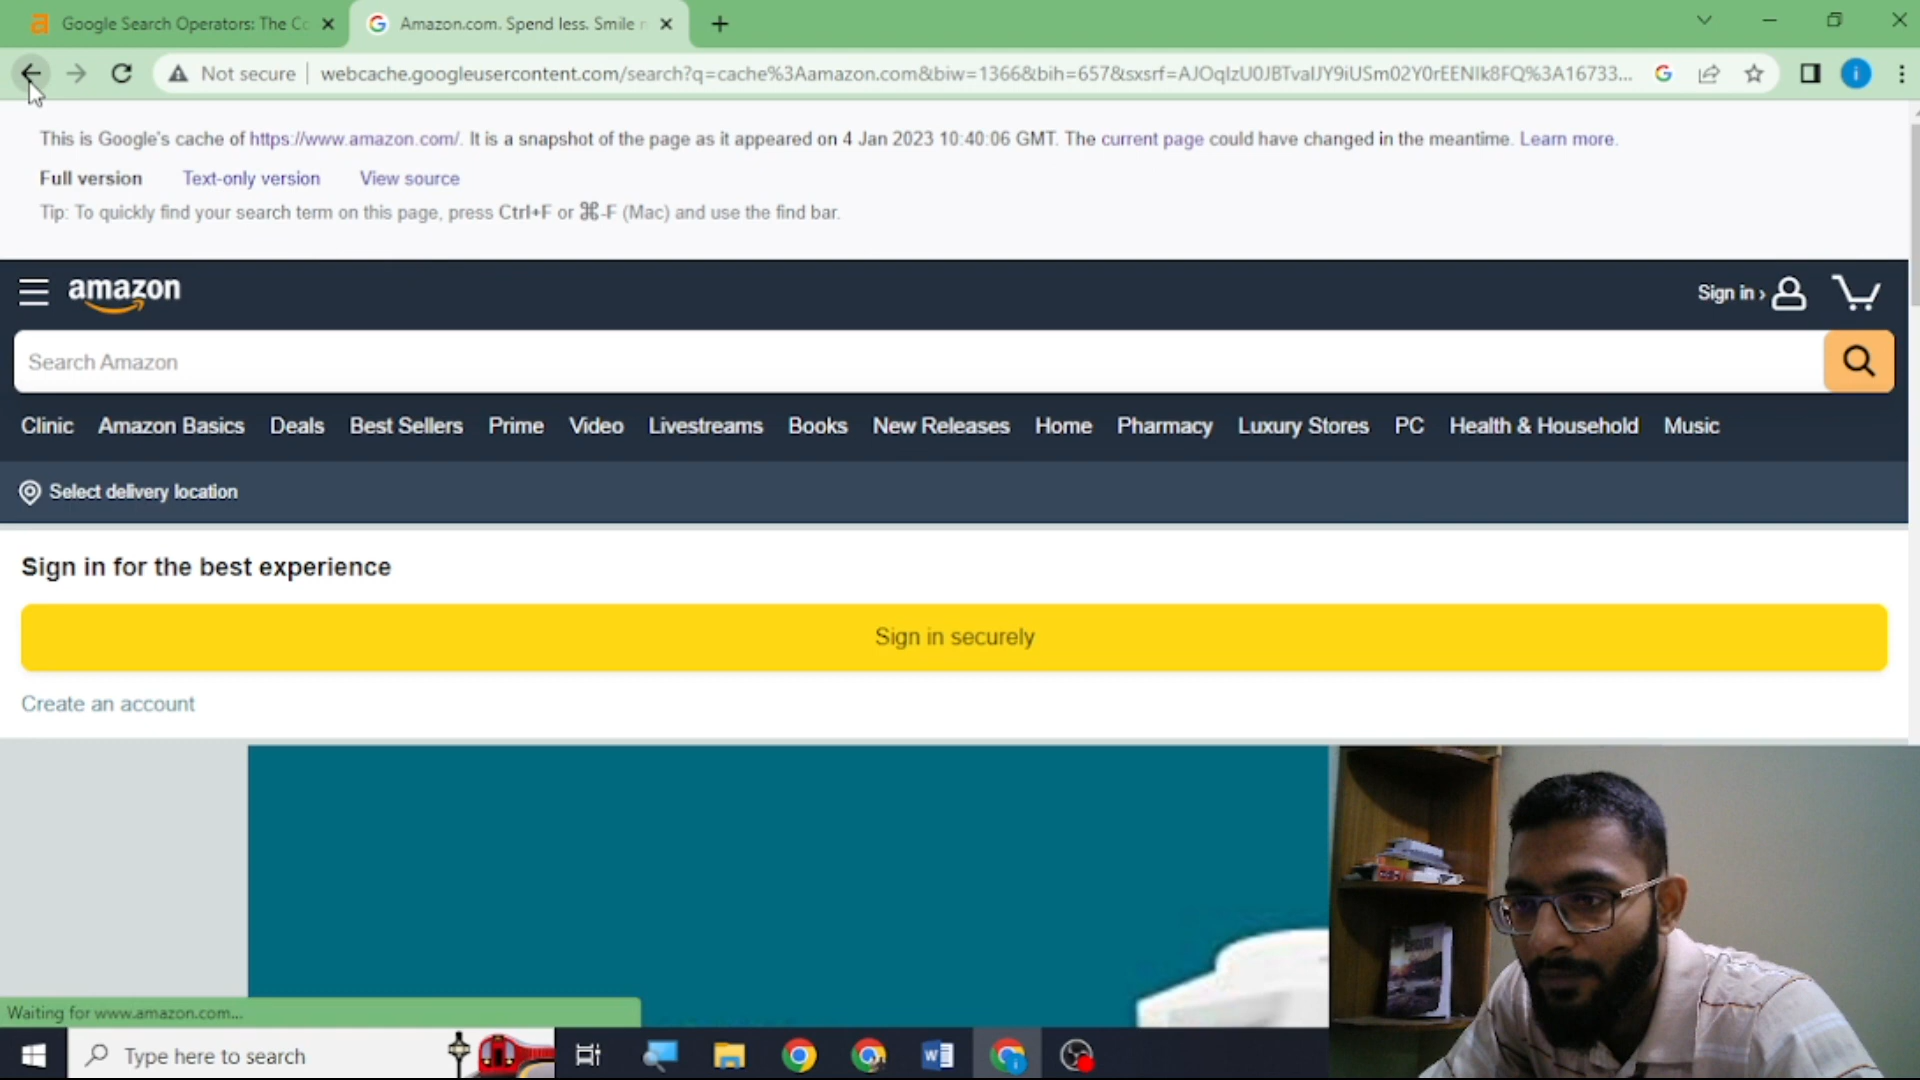 Google Search Operators: The Co
Amazon.com. Spend less. Smile
Not secure
webcache.googleusercontent.com/search?q=cache%3Aamazon.com&biw=1366&bih=657&sxsrf=AJOqlzU0JBTvaIJY9iUSm02Y0rEENIk8FQ%3A16733...
This is Google's cache of https://www.amazon.com/. It is a snapshot of the page as it appeared on 4 Jan 2023 10:40:06 GMT. The current page could have changed in the meantime. Learn more.
Full version Text-only version View source
Tip: To quickly find your search term on this page, press Ctrl+F or ⌘-F (Mac) and use the find bar.
amazon
Sign in ›
Search Amazon
Clinic Amazon Basics Deals Best Sellers Prime Video Livestreams Books New Releases Home Pharmacy Luxury Stores PC Health & Household Music
Select delivery location
Sign in for the best experience
Sign in securely
Create an account
Waiting for www.amazon.com...
Type here to search